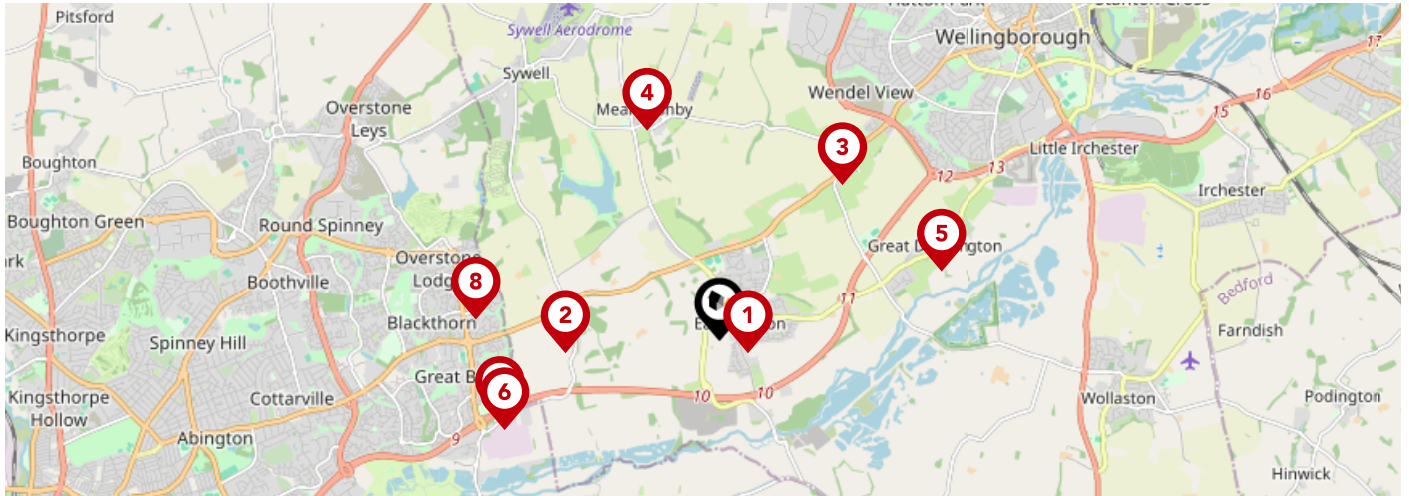 Pitsford
Sywell Aerodrome
Stanton Cross
Wellingborough
17
Sywell
4
Wendel View
16
Overstone
Leys
15
3
Little Irchester
Boughton
13
12
Irchester
Boughton Green
Round Spinney
5
Overstone
Boothville
8
Bedford
11
2
1
Blackthorn
Kingsthorpe
Spinney Hill
Farndish
6
10
10
Kingsthorpe
Hollow
Cottarville
Wollaston
Podington
9
Abington
Hinwick